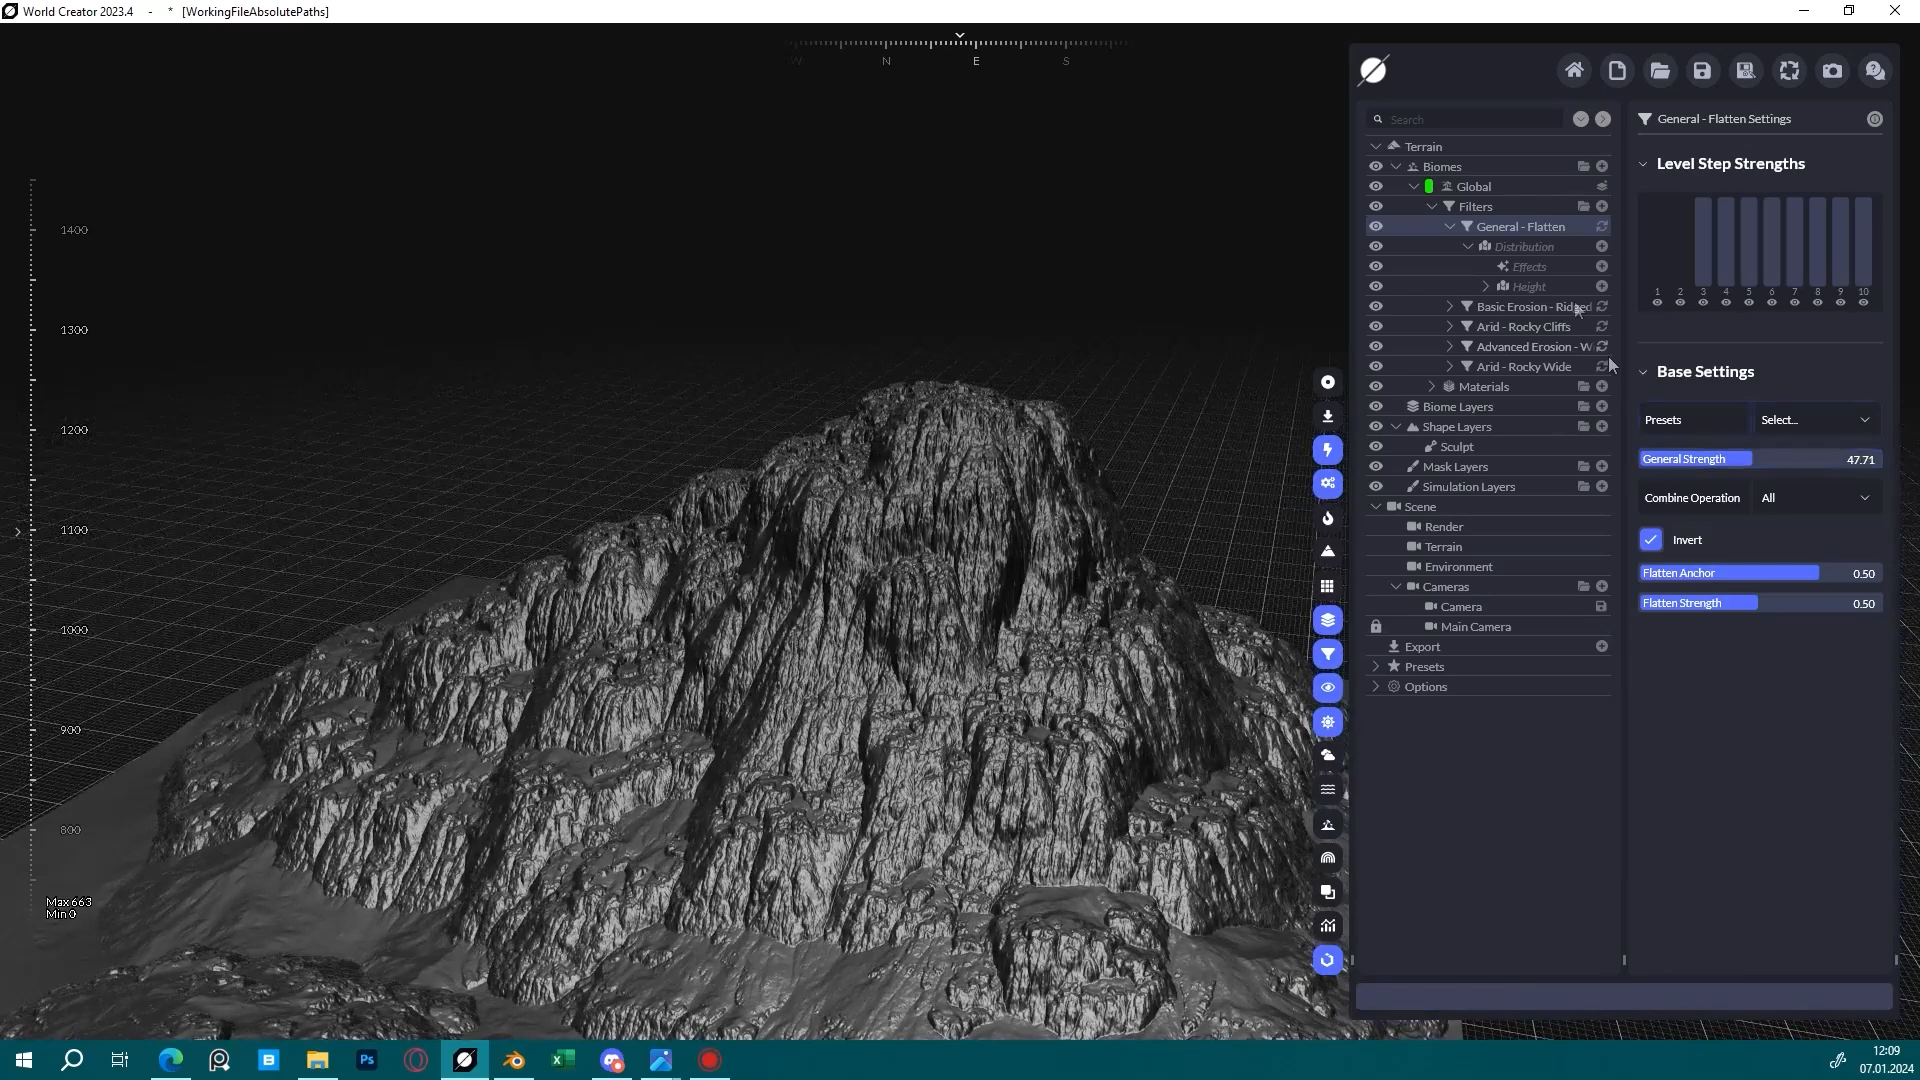 World Creator 2023.4 - * [WorkingFileAbsolutePaths]
W N E S
1400
1300
1200
1100
1000
900
800
Max 663
Min 0
Search
Terrain
Biomes
Global
Filters
General - Flatten
Distribution
Effects
Height
Basic Erosion - Ridged
Arid - Rocky Cliffs
Advanced Erosion - W
Arid - Rocky Wide
Materials
Biome Layers
Shape Layers
Sculpt
Mask Layers
Simulation Layers
Scene
Render
Terrain
Environment
Cameras
Camera
Main Camera
Export
Presets
Options
General - Flatten Settings
Level Step Strengths
1 2 3 4 5 6 7 8 9 10
Base Settings
Presets Select...
General Strength 47.71
Combine Operation All
Invert
Flatten Anchor 0.50
Flatten Strength 0.50
Ps
12:09
07.01.2024